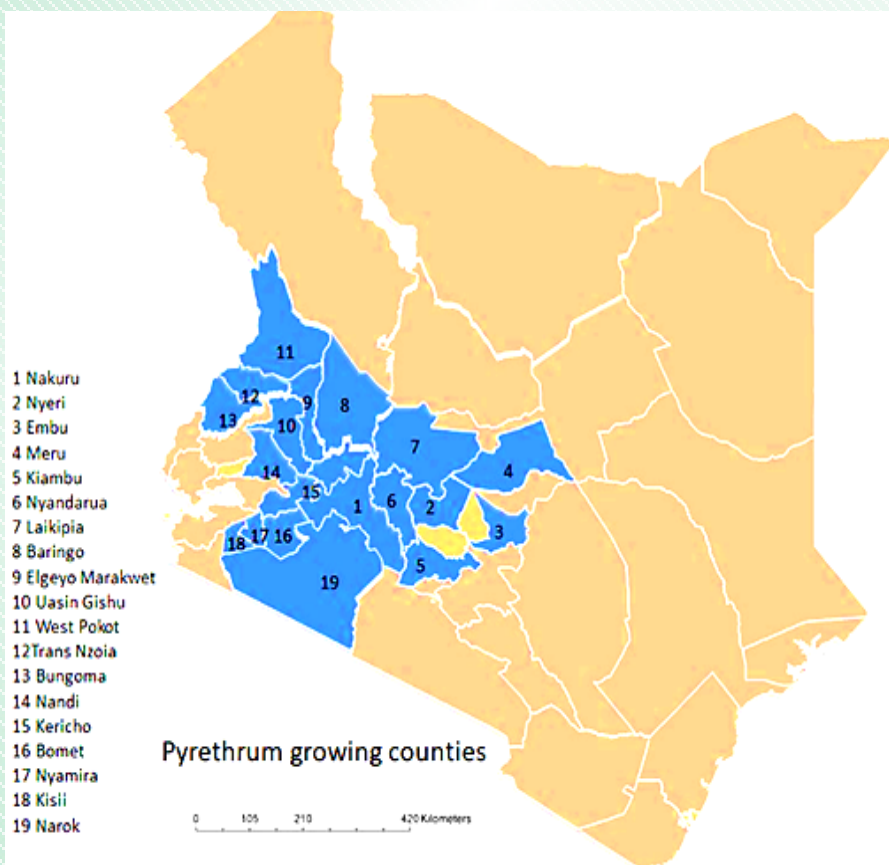 11
12
9
8
13
10
7
14
4
15
1
6
2
3
17
16
18
5
19
1 Nakuru
2 Nyeri
3 Embu
4 Meru
5 Kiambu
6 Nyandarua
7 Laikipia
8 Baringo
9 Elgeyo Marakwet
10 Uasin Gishu
11 West Pokot
12Trans Nzoia
13 Bungoma
14 Nandi
15 Kericho
16 Bomet
17 Nyamira
18 Kisii
19 Narok
Pyrethrum growing counties
0 105 210 420 Kilometers